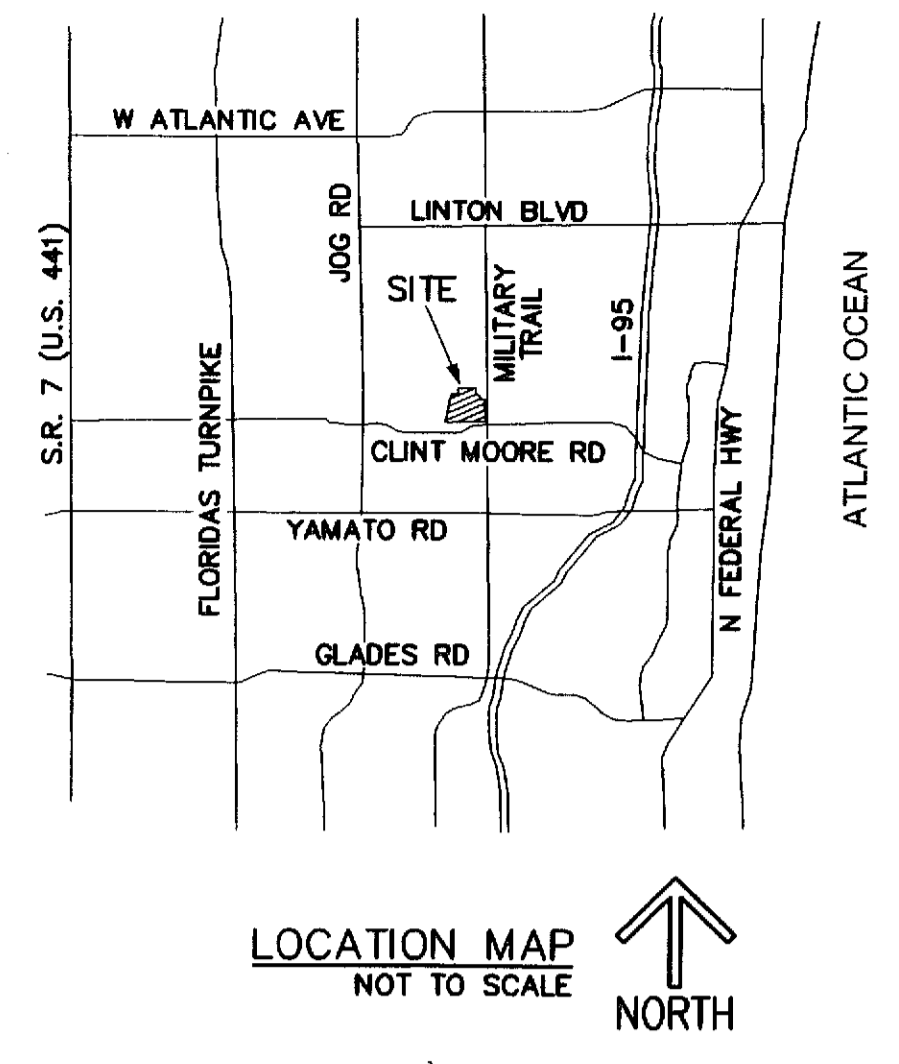 W ATLANTIC AVE
JOG RD
LINTON BLVD
S.R. 7 (U.S. 441)
SITE
MILITARY
TRAIL
I-95
ATLANTIC OCEAN
FLORIDAS TURNPIKE
CLINT MOORE RD
N FEDERAL HWY
YAMATO RD
GLADES RD
LOCATION MAP
NOT TO SCALE
NORTH